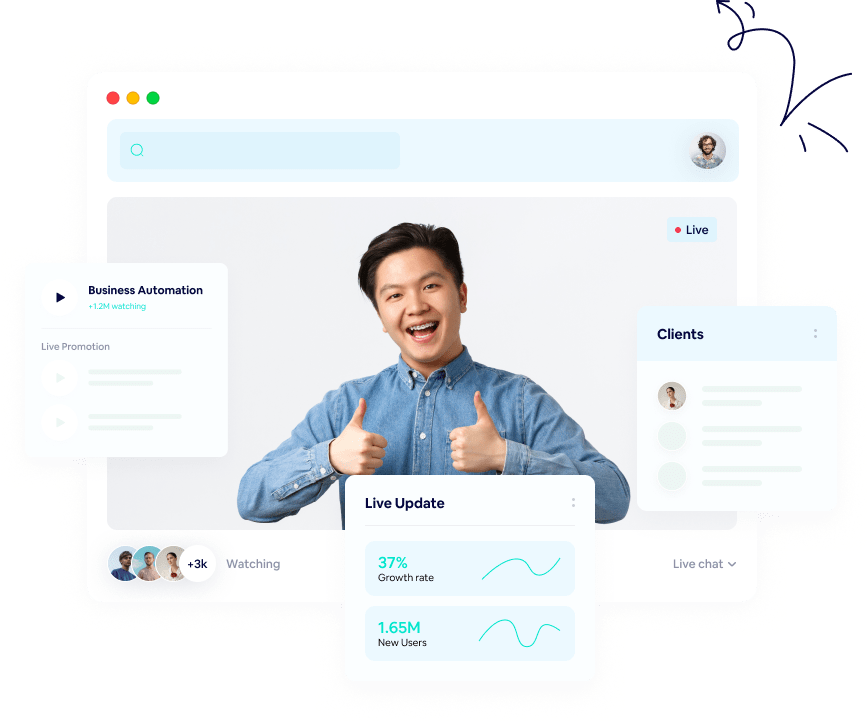 Live
Business Automation
+1.2M watching
Live Promotion
Clients
Live Update
37%
Growth rate
1.65M
New Users
+3k
Watching
Live chat